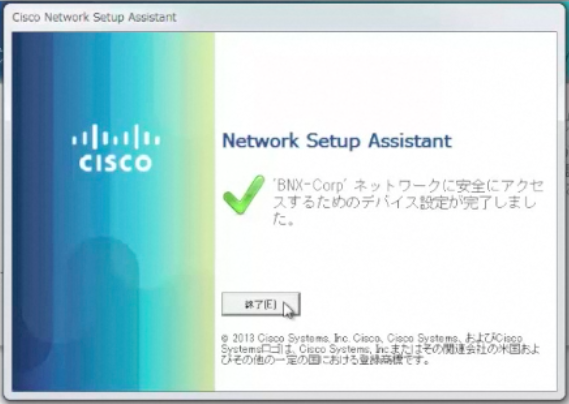 Cisco Network Setup Assistant
CISCO
Network Setup Assistant
'BNX-Corp' ネットワークに安全にアクセ
スするためのデバイス設定が完了しまし
た。
終了(E)
© 2013 Cisco Systems, Inc. Cisco, Cisco Systems, およびCisco
Systemsロゴは、Cisco Systems, Incまたはその関連会社の米国およ
びその他の一定の国における登録商標です。